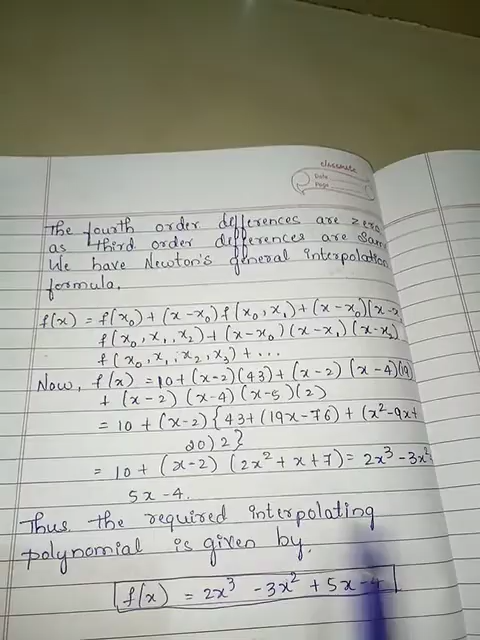 classmate
Date
Page
The fourth order differences are zero
as third order differences are Sam
We have Newton's general interpolation
formula.
f(x) = f(x₀) + (x-x₀) f(x₀, x₁) + (x-x₀)(x-x
f(x₀, x₁, x₂) + (x-x₀) (x-x₁) (x-x₂)
f(x₀, x₁, x₂, x₃) + ...
Now, f(x) = 10 + (x-2)(43) + (x-2) (x-4)(19)
+ (x-2) (x-4) (x-5) (2)
= 10 + (x-2) {43 + (19x-76) + (x²-9x+
20) 2}
= 10 + (x-2) (2x² + x + 7) = 2x³ - 3x²
5x - 4.
Thus the required interpolating
polynomial is given by.
f(x) = 2x³ - 3x² + 5x - 4